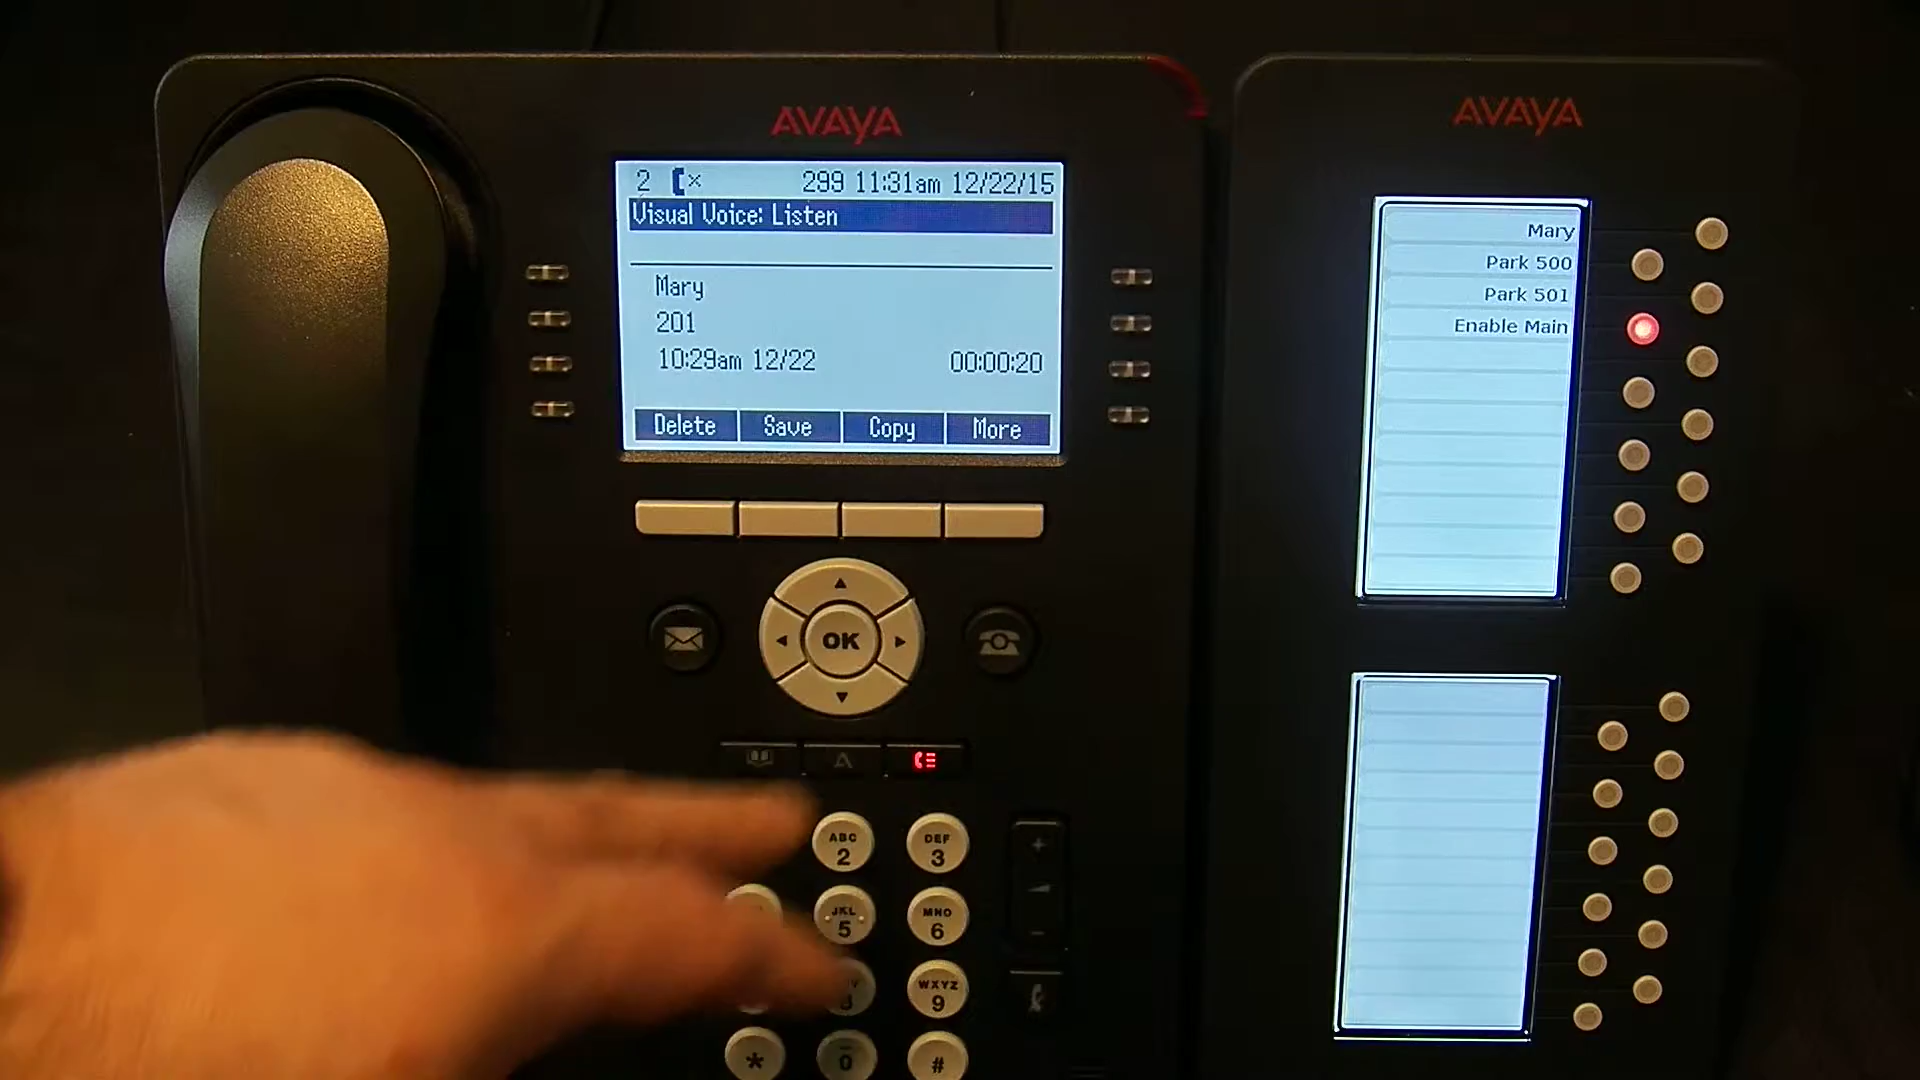 AVAYA
2 299 11:31am 12/22/15
Visual Voice: Listen
Mary
201
10:29am 12/22 00:00:20
Delete Save Copy More
OK
A
ABC 2
DEF 3
JKL 5
MNO 6
WXYZ 9
*
0
#
+
-
AVAYA
Mary
Park 500
Park 501
Enable Main